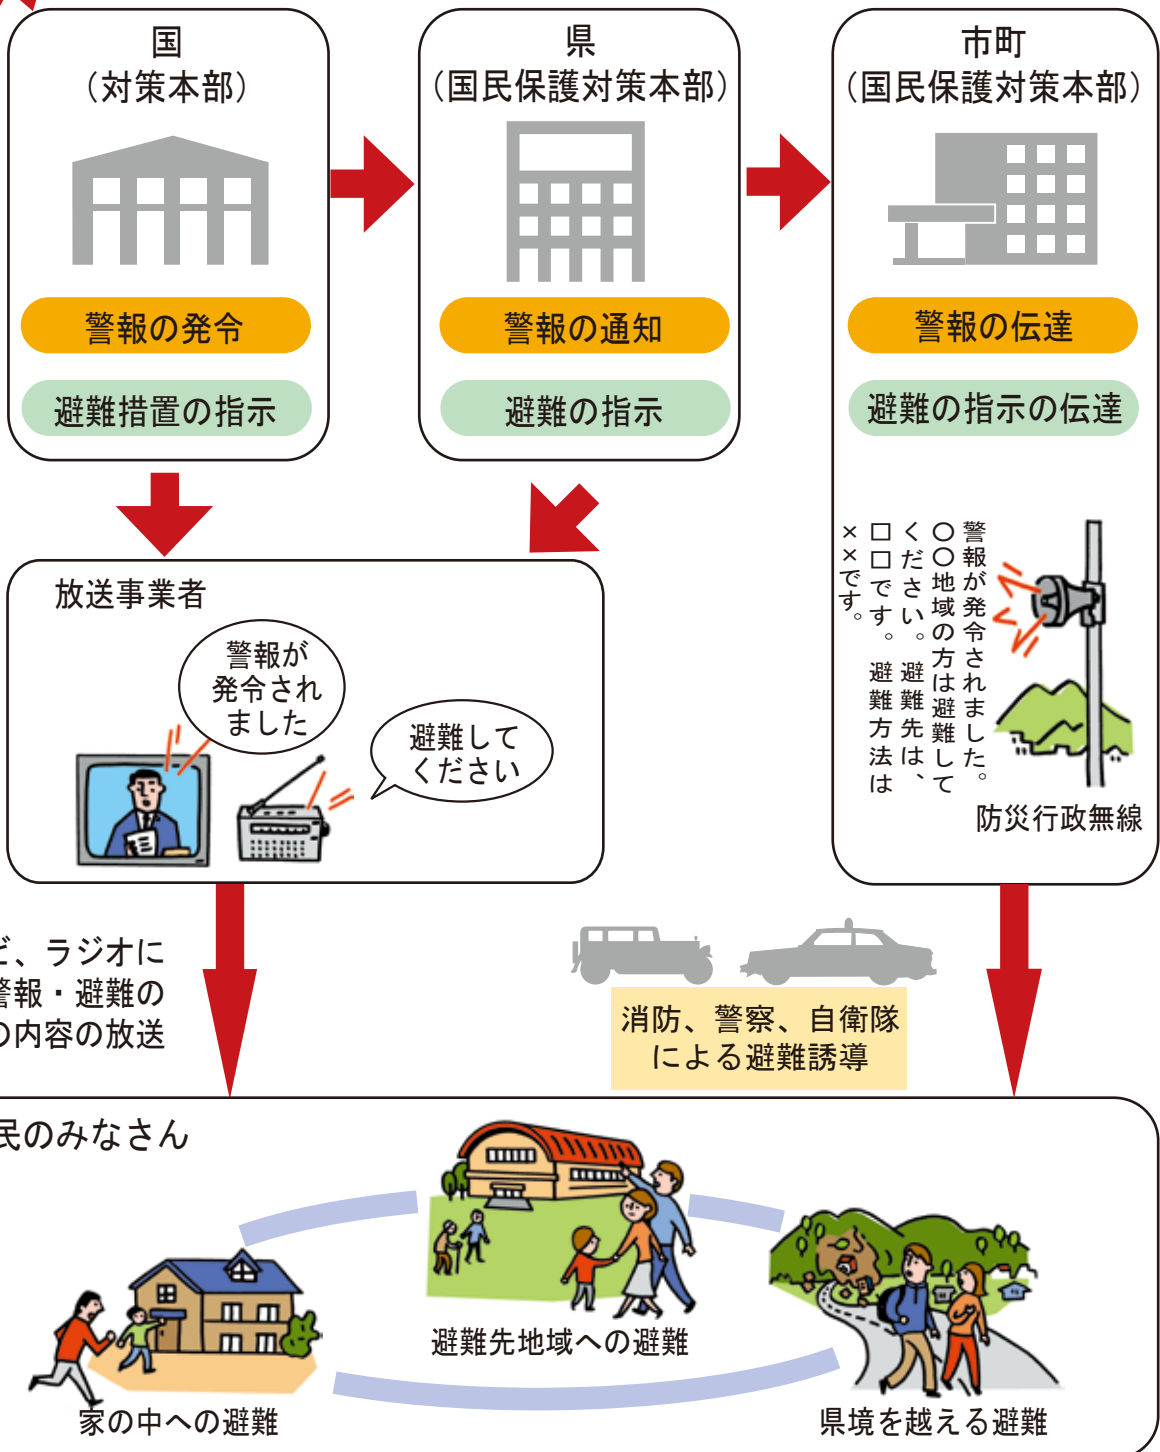 国
（対策本部）
警報の発令
避難措置の指示
県
（国民保護対策本部）
警報の通知
避難の指示
市町
（国民保護対策本部）
警報の伝達
避難の指示の伝達
警報が発令されました。
〇〇地域の方は避難して
ください。避難先は、
□□です。避難方法は
××です。
防災行政無線
放送事業者
警報が
発令され
ました
避難して
ください
ビ、ラジオに
警報・避難の
の内容の放送
消防、警察、自衛隊
による避難誘導
民のみなさん
避難先地域への避難
家の中への避難
県境を越える避難